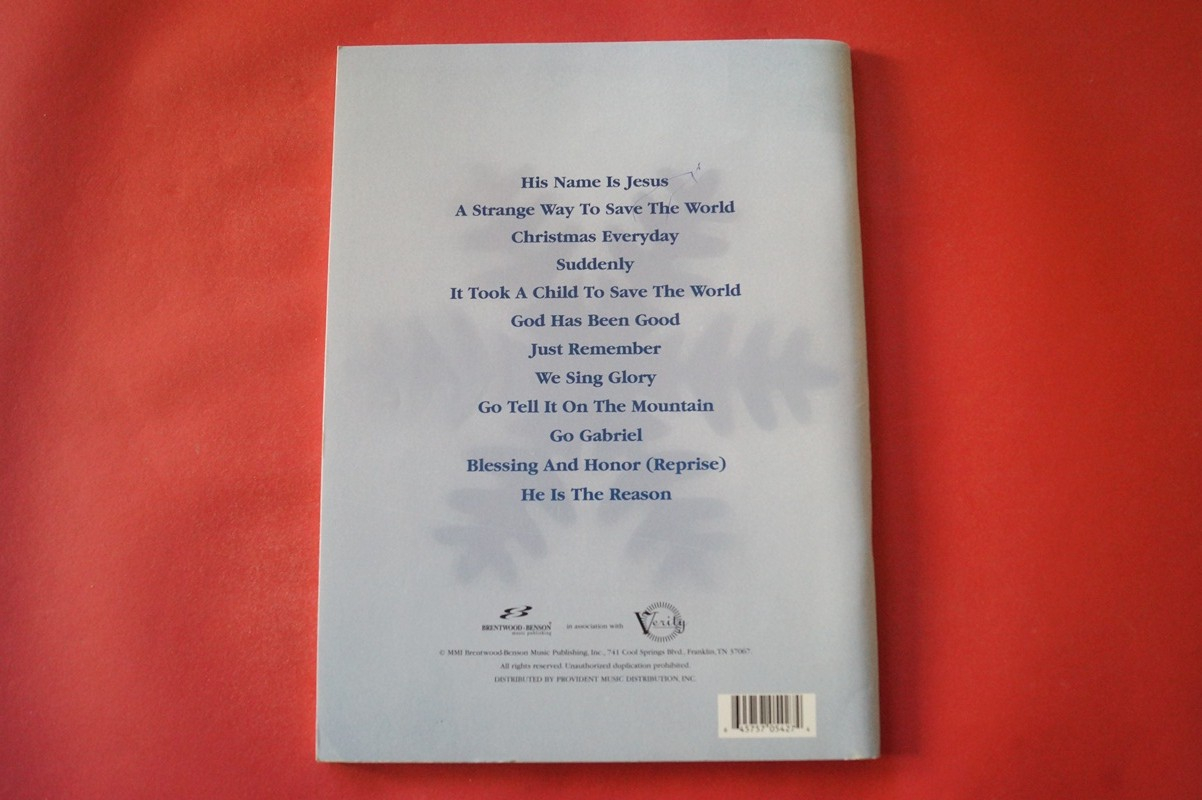 His Name Is Jesus
A Strange Way To Save The World
Christmas Everyday
Suddenly
It Took A Child To Save The World
God Has Been Good
Just Remember
We Sing Glory
Go Tell It On The Mountain
Go Gabriel
Blessing And Honor (Reprise)
He Is The Reason
BRENTWOOD-BENSON
music publishing
in association with
Verity
© MMI Brentwood-Benson Music Publishing, Inc., 741 Cool Springs Blvd., Franklin, TN 37067.
All rights reserved. Unauthorized duplication prohibited.
DISTRIBUTED BY PROVIDENT MUSIC DISTRIBUTION, INC.
45757 05427 4